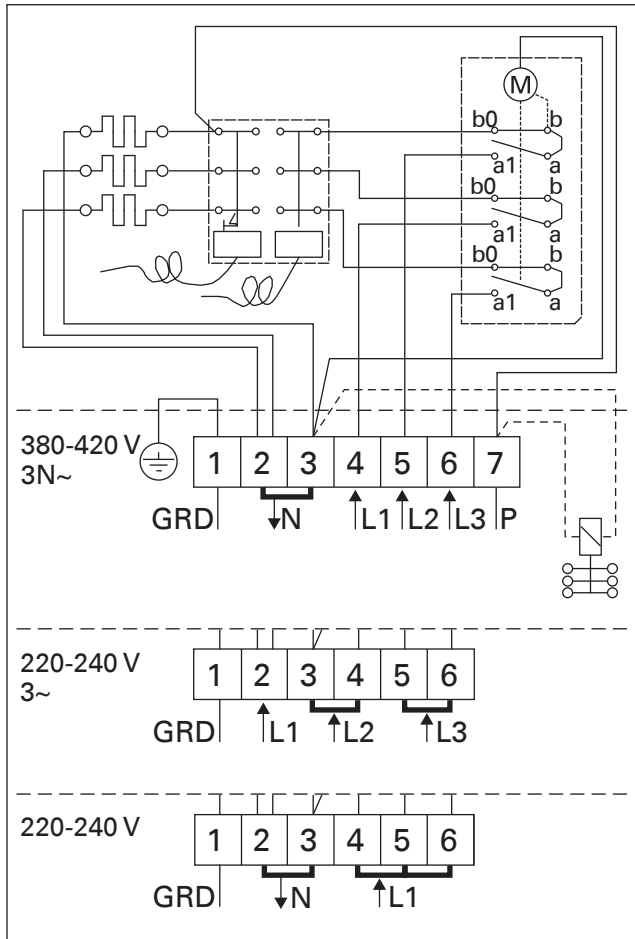 M
b0 b
a1 a
b0 b
a1 a
b0 b
a1 a
380-420 V
3N~
1 2 3 4 5 6 7
GRD N L1 L2 L3 P
220-240 V
3~
1 2 3 4 5 6
GRD L1 L2 L3
220-240 V
1 2 3 4 5 6
GRD N L1